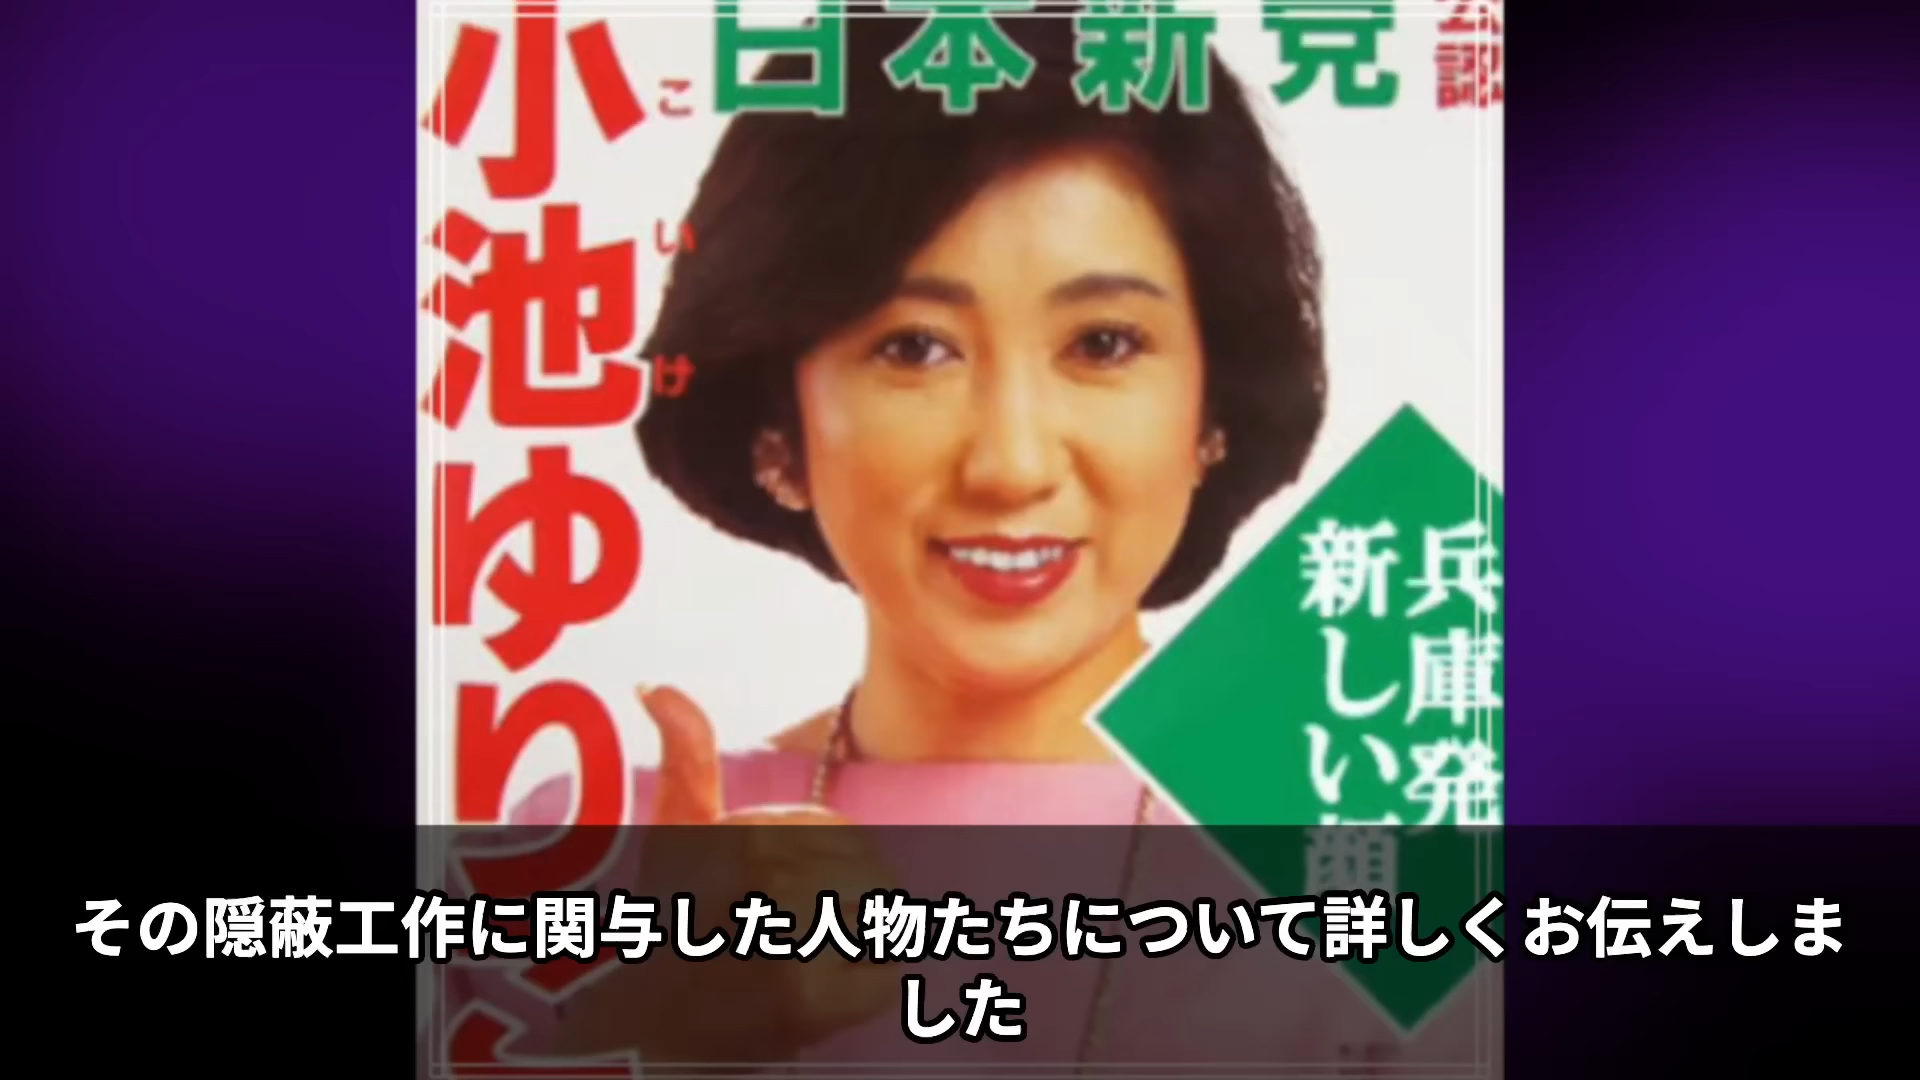 日本新党
公認
小池ゆりこ
こいけ
兵庫発
新しい顔
その隠蔽工作に関与した人物たちについて詳しくお伝えしま
した